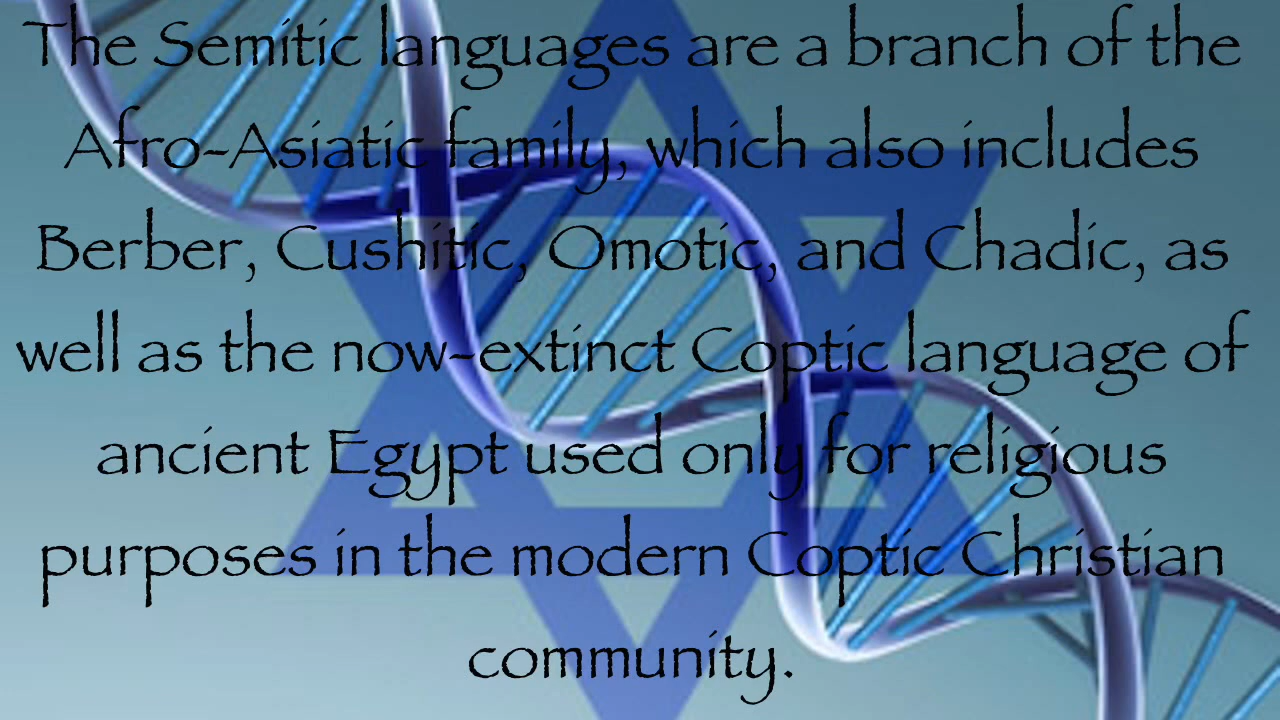 The Semitic languages are a branch of the
Afro-Asiatic family, which also includes
Berber, Cushitic, Omotic, and Chadic, as
well as the now-extinct Coptic language of
ancient Egypt used only for religious
purposes in the modern Coptic Christian
community.